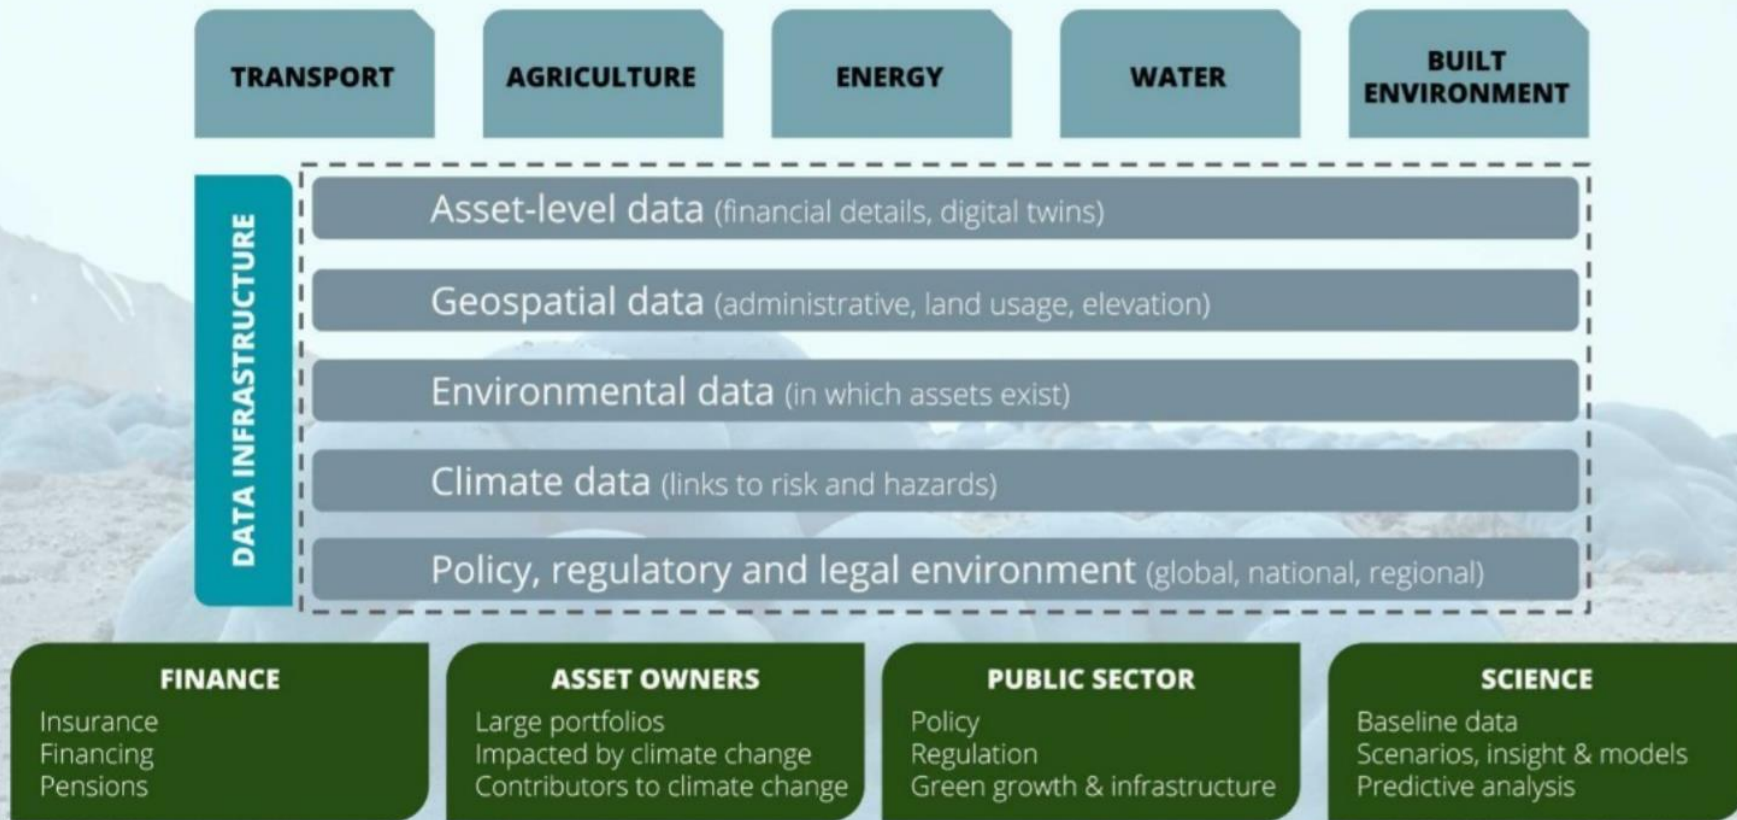 TRANSPORT
AGRICULTURE
ENERGY
WATER
BUILT
ENVIRONMENT
DATA INFRASTRUCTURE
Asset-level data (financial details, digital twins)
Geospatial data (administrative, land usage, elevation)
Environmental data (in which assets exist)
Climate data (links to risk and hazards)
Policy, regulatory and legal environment (global, national, regional)
FINANCE
Insurance
Financing
Pensions
ASSET OWNERS
Large portfolios
Impacted by climate change
Contributors to climate change
PUBLIC SECTOR
Policy
Regulation
Green growth & infrastructure
SCIENCE
Baseline data
Scenarios, insight & models
Predictive analysis